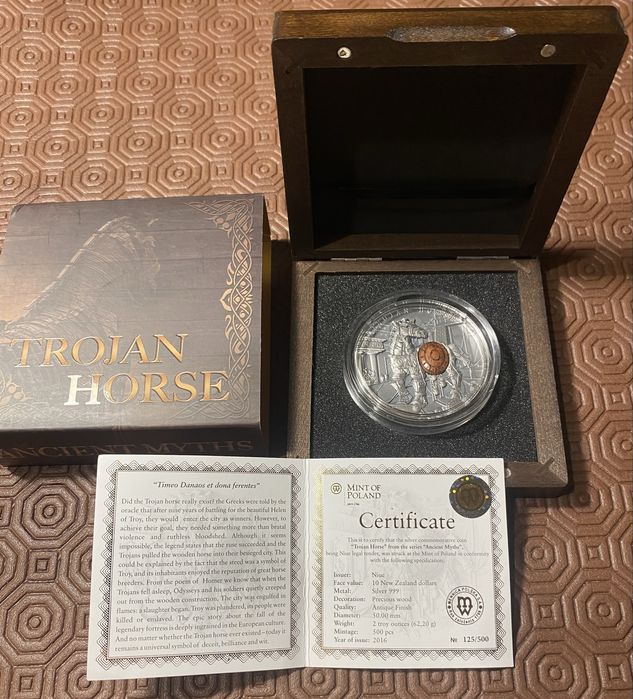 TROJAN
HORSE
ANCIENT MYTHS
"Timeo Danaos et dona ferentes"
Did the Trojan horse really exist? the Greeks were told by the
oracle that after nine years of battling for the beautiful Helen
of Troy, they would enter the city as winners. However, to
achieve their goal, they needed something more than brutal
violence and ruthless bloodshed. Although it seems
impossible, the legend states that the ruse succeeded and the
Trojans pulled the wooden horse into their besieged city. This
could be explained by the fact that the steed was a symbol of
Troy, and its inhabitants enjoyed the reputation of great horse
breeders. From the poem of Homer we know that when the
Trojans fell asleep, Odysseys and his soldiers quietly creeped
out from the wooden construction. The city was engulfed in
flames: a slaughter began. Troy was plundered, its people were
killed or enslaved. The epic story about the fall of the
legendary fortress is deeply ingrained in the European culture.
And no matter whether the Trojan horse ever existed - today it
remains a universal symbol of deceit, brilliance and wit.
MINT OF
POLAND
Certificate
This is to certify that the silver commemorative coin
"Trojan Horse" from the series "Ancient Myths",
being Niue legal tender, was struck at the Mint of Poland in conformity
with the following specification:
Issuer: Niue
Face value: 10 New Zealand dollars
Metal: Silver 999
Decoration: Precious wood
Quality: Antique Finish
Diameter: 50.00 mm
Weight: 2 troy ounces (62,20 g)
Mintage: 500 pcs
Year of issue: 2016
№ 125/500
MENNICA POLSKA S.A.